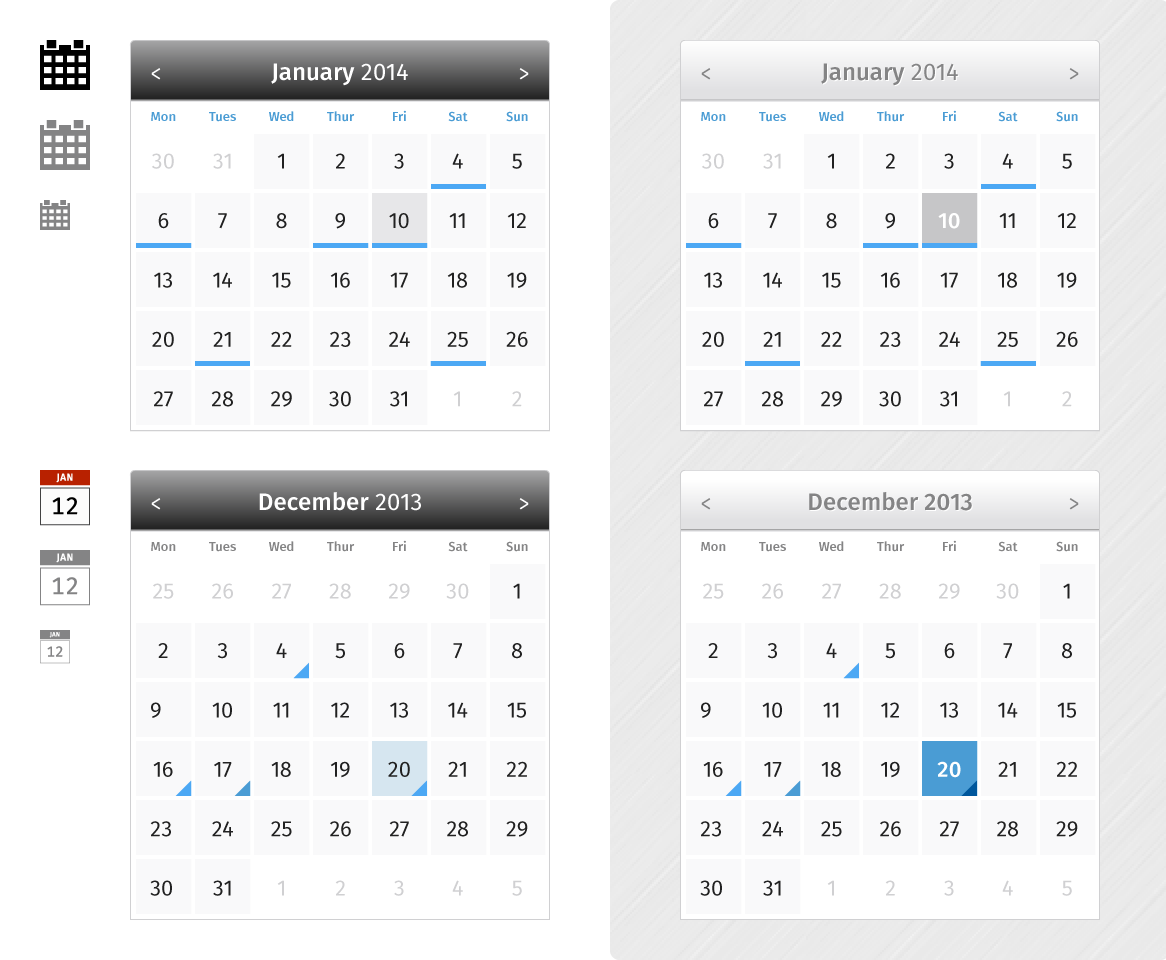 < January 2014 >
Mon Tues Wed Thur Fri Sat Sun
30 31 1 2 3 4 5
6 7 8 9 10 11 12
13 14 15 16 17 18 19
20 21 22 23 24 25 26
27 28 29 30 31 1 2
< January 2014 >
Mon Tues Wed Thur Fri Sat Sun
30 31 1 2 3 4 5
6 7 8 9 10 11 12
13 14 15 16 17 18 19
20 21 22 23 24 25 26
27 28 29 30 31 1 2
JAN
12
JAN
12
JAN
12
< December 2013 >
Mon Tues Wed Thur Fri Sat Sun
25 26 27 28 29 30 1
2 3 4 5 6 7 8
9 10 11 12 13 14 15
16 17 18 19 20 21 22
23 24 25 26 27 28 29
30 31 1 2 3 4 5
< December 2013 >
Mon Tues Wed Thur Fri Sat Sun
25 26 27 28 29 30 1
2 3 4 5 6 7 8
9 10 11 12 13 14 15
16 17 18 19 20 21 22
23 24 25 26 27 28 29
30 31 1 2 3 4 5